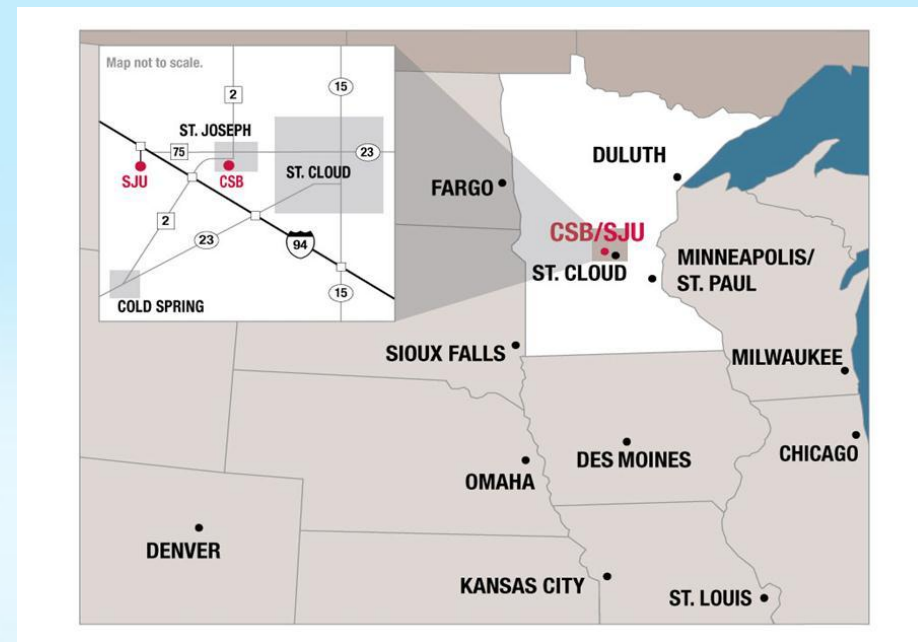 Map not to scale.
15
2
ST. JOSEPH
75
23
SJU
CSB
ST. CLOUD
2
23
94
15
COLD SPRING
DULUTH
FARGO
CSB/SJU
ST. CLOUD
MINNEAPOLIS/
ST. PAUL
SIOUX FALLS
MILWAUKEE
CHICAGO
DES MOINES
OMAHA
DENVER
KANSAS CITY
ST. LOUIS